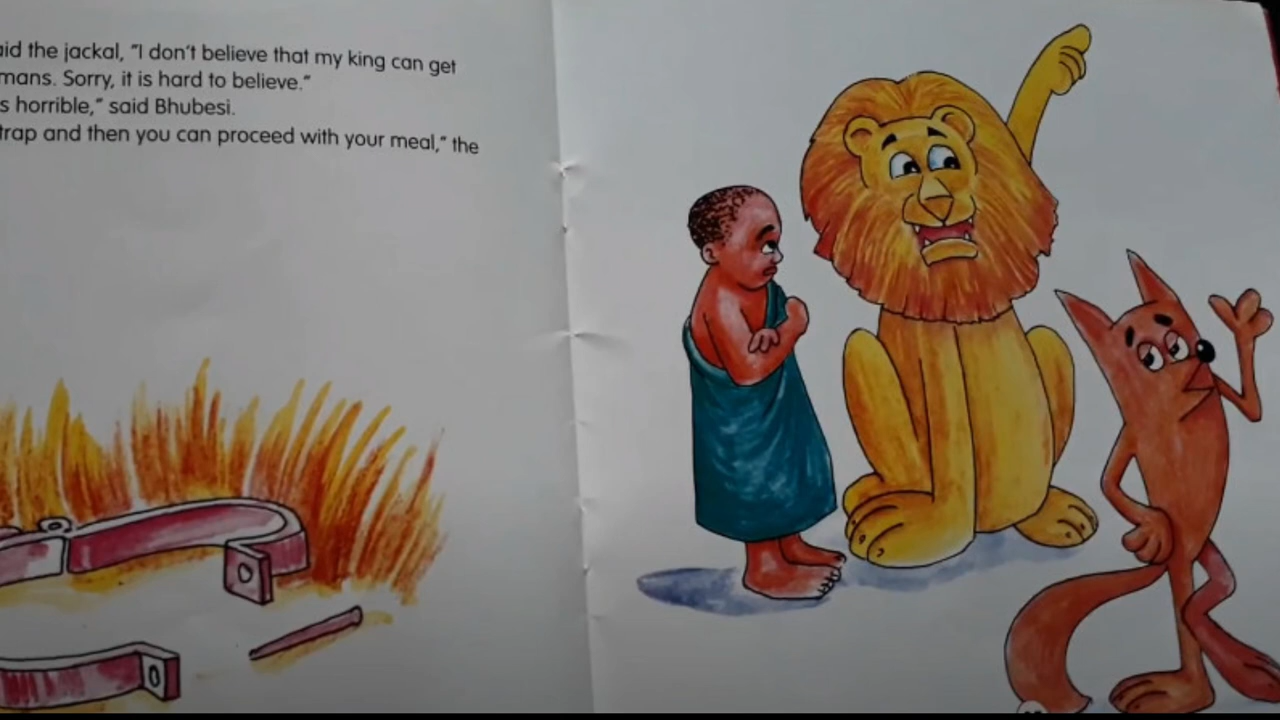 aid the jackal, "I don't believe that my king can get
mans. Sorry, it is hard to believe."
s horrible," said Bhubesi.
trap and then you can proceed with your meal," the